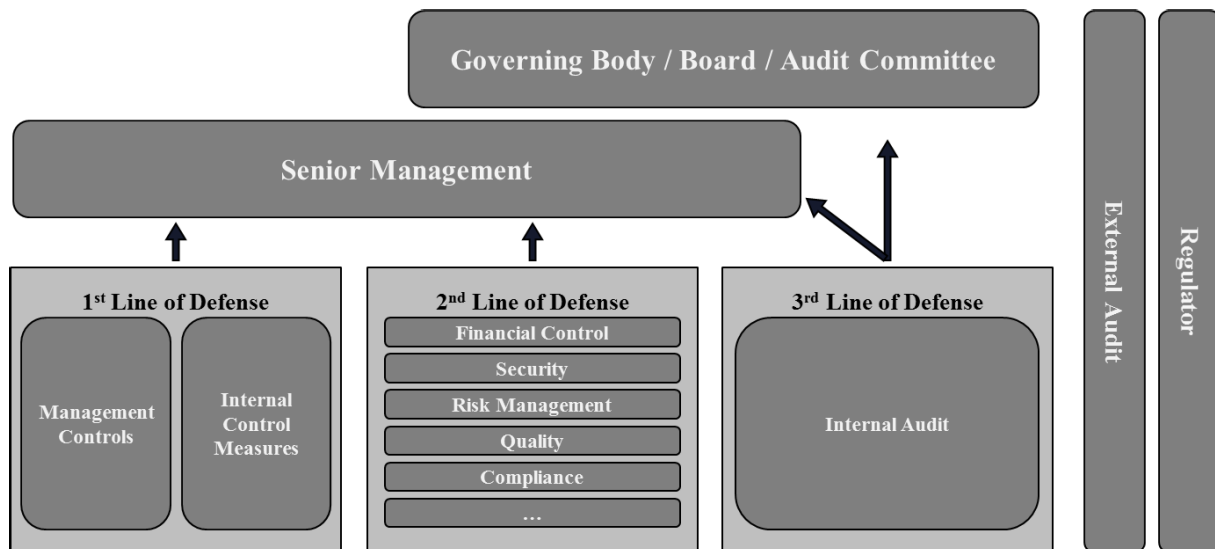 Governing Body / Board / Audit Committee
Senior Management
1st Line of Defense
Management
Controls
Internal
Control
Measures
2nd Line of Defense
Financial Control
Security
Risk Management
Quality
Compliance
…
3rd Line of Defense
Internal Audit
External Audit
Regulator